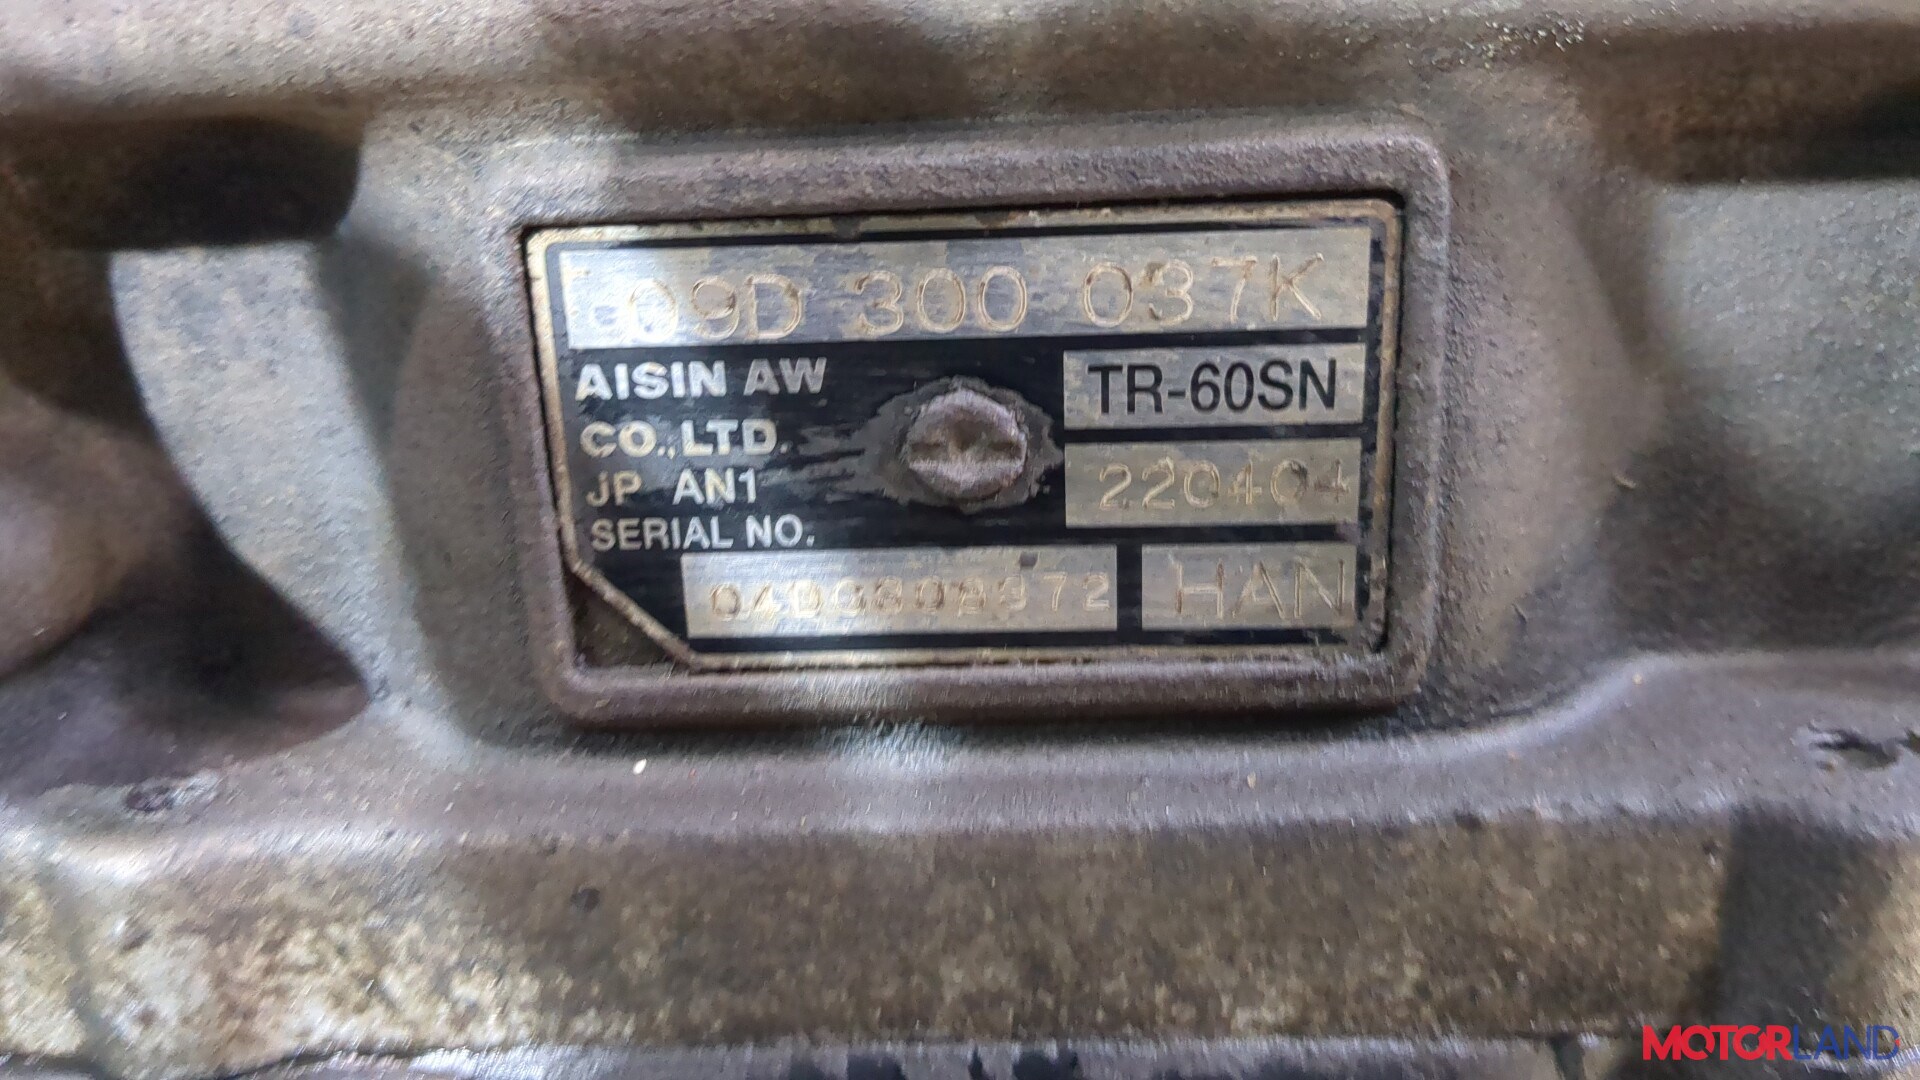 09D 300 037K
AISIN AW
CO.,LTD.
JP AN1
SERIAL NO.
TR-60SN
220404
HAN
MOTORLAND